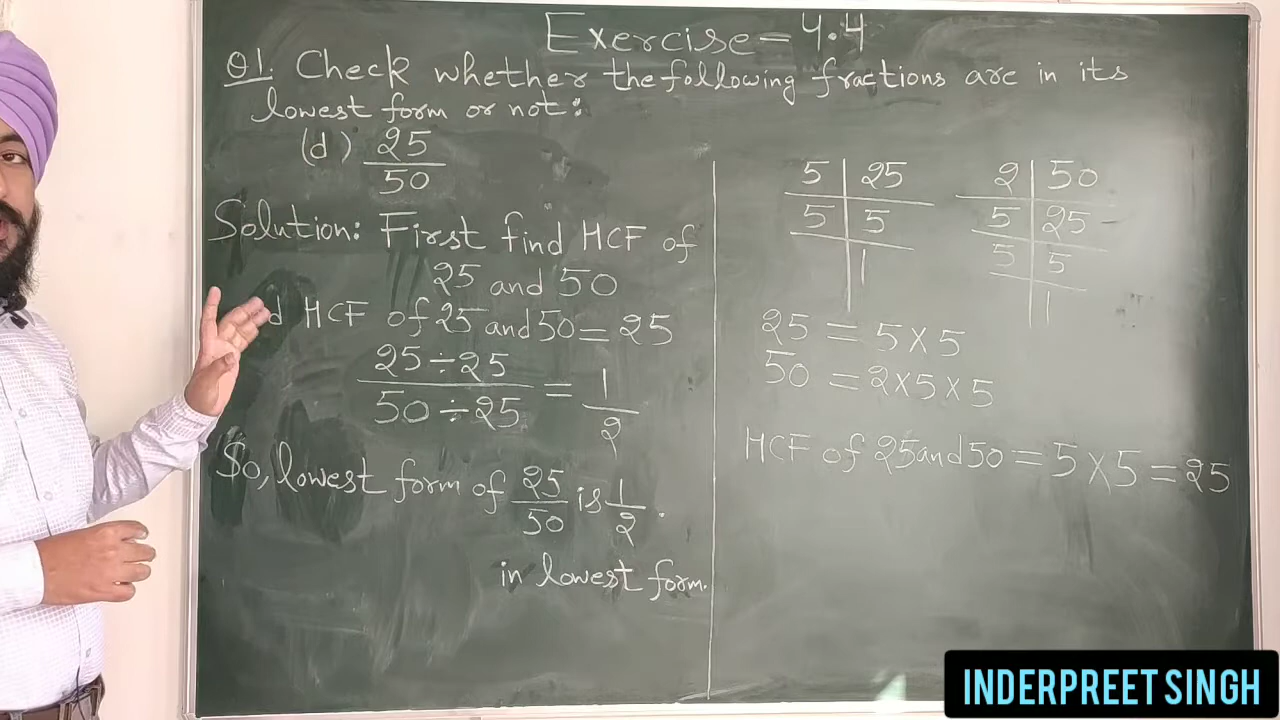 Exercise - 4.4
Q1. Check whether the following fractions are in its
lowest form or not:
(d) 25/50
Solution: First find HCF of
25 and 50
d HCF of 25 and 50 = 25
25÷25/50÷25 = 1/2
So, lowest form of 25/50 is 1/2.
in lowest form.
5 | 25
5 | 5
| 1
2 | 50
5 | 25
5 | 5
| 1
25 = 5×5
50 = 2×5×5
HCF of 25 and 50 = 5×5 = 25
INDERPREET SINGH